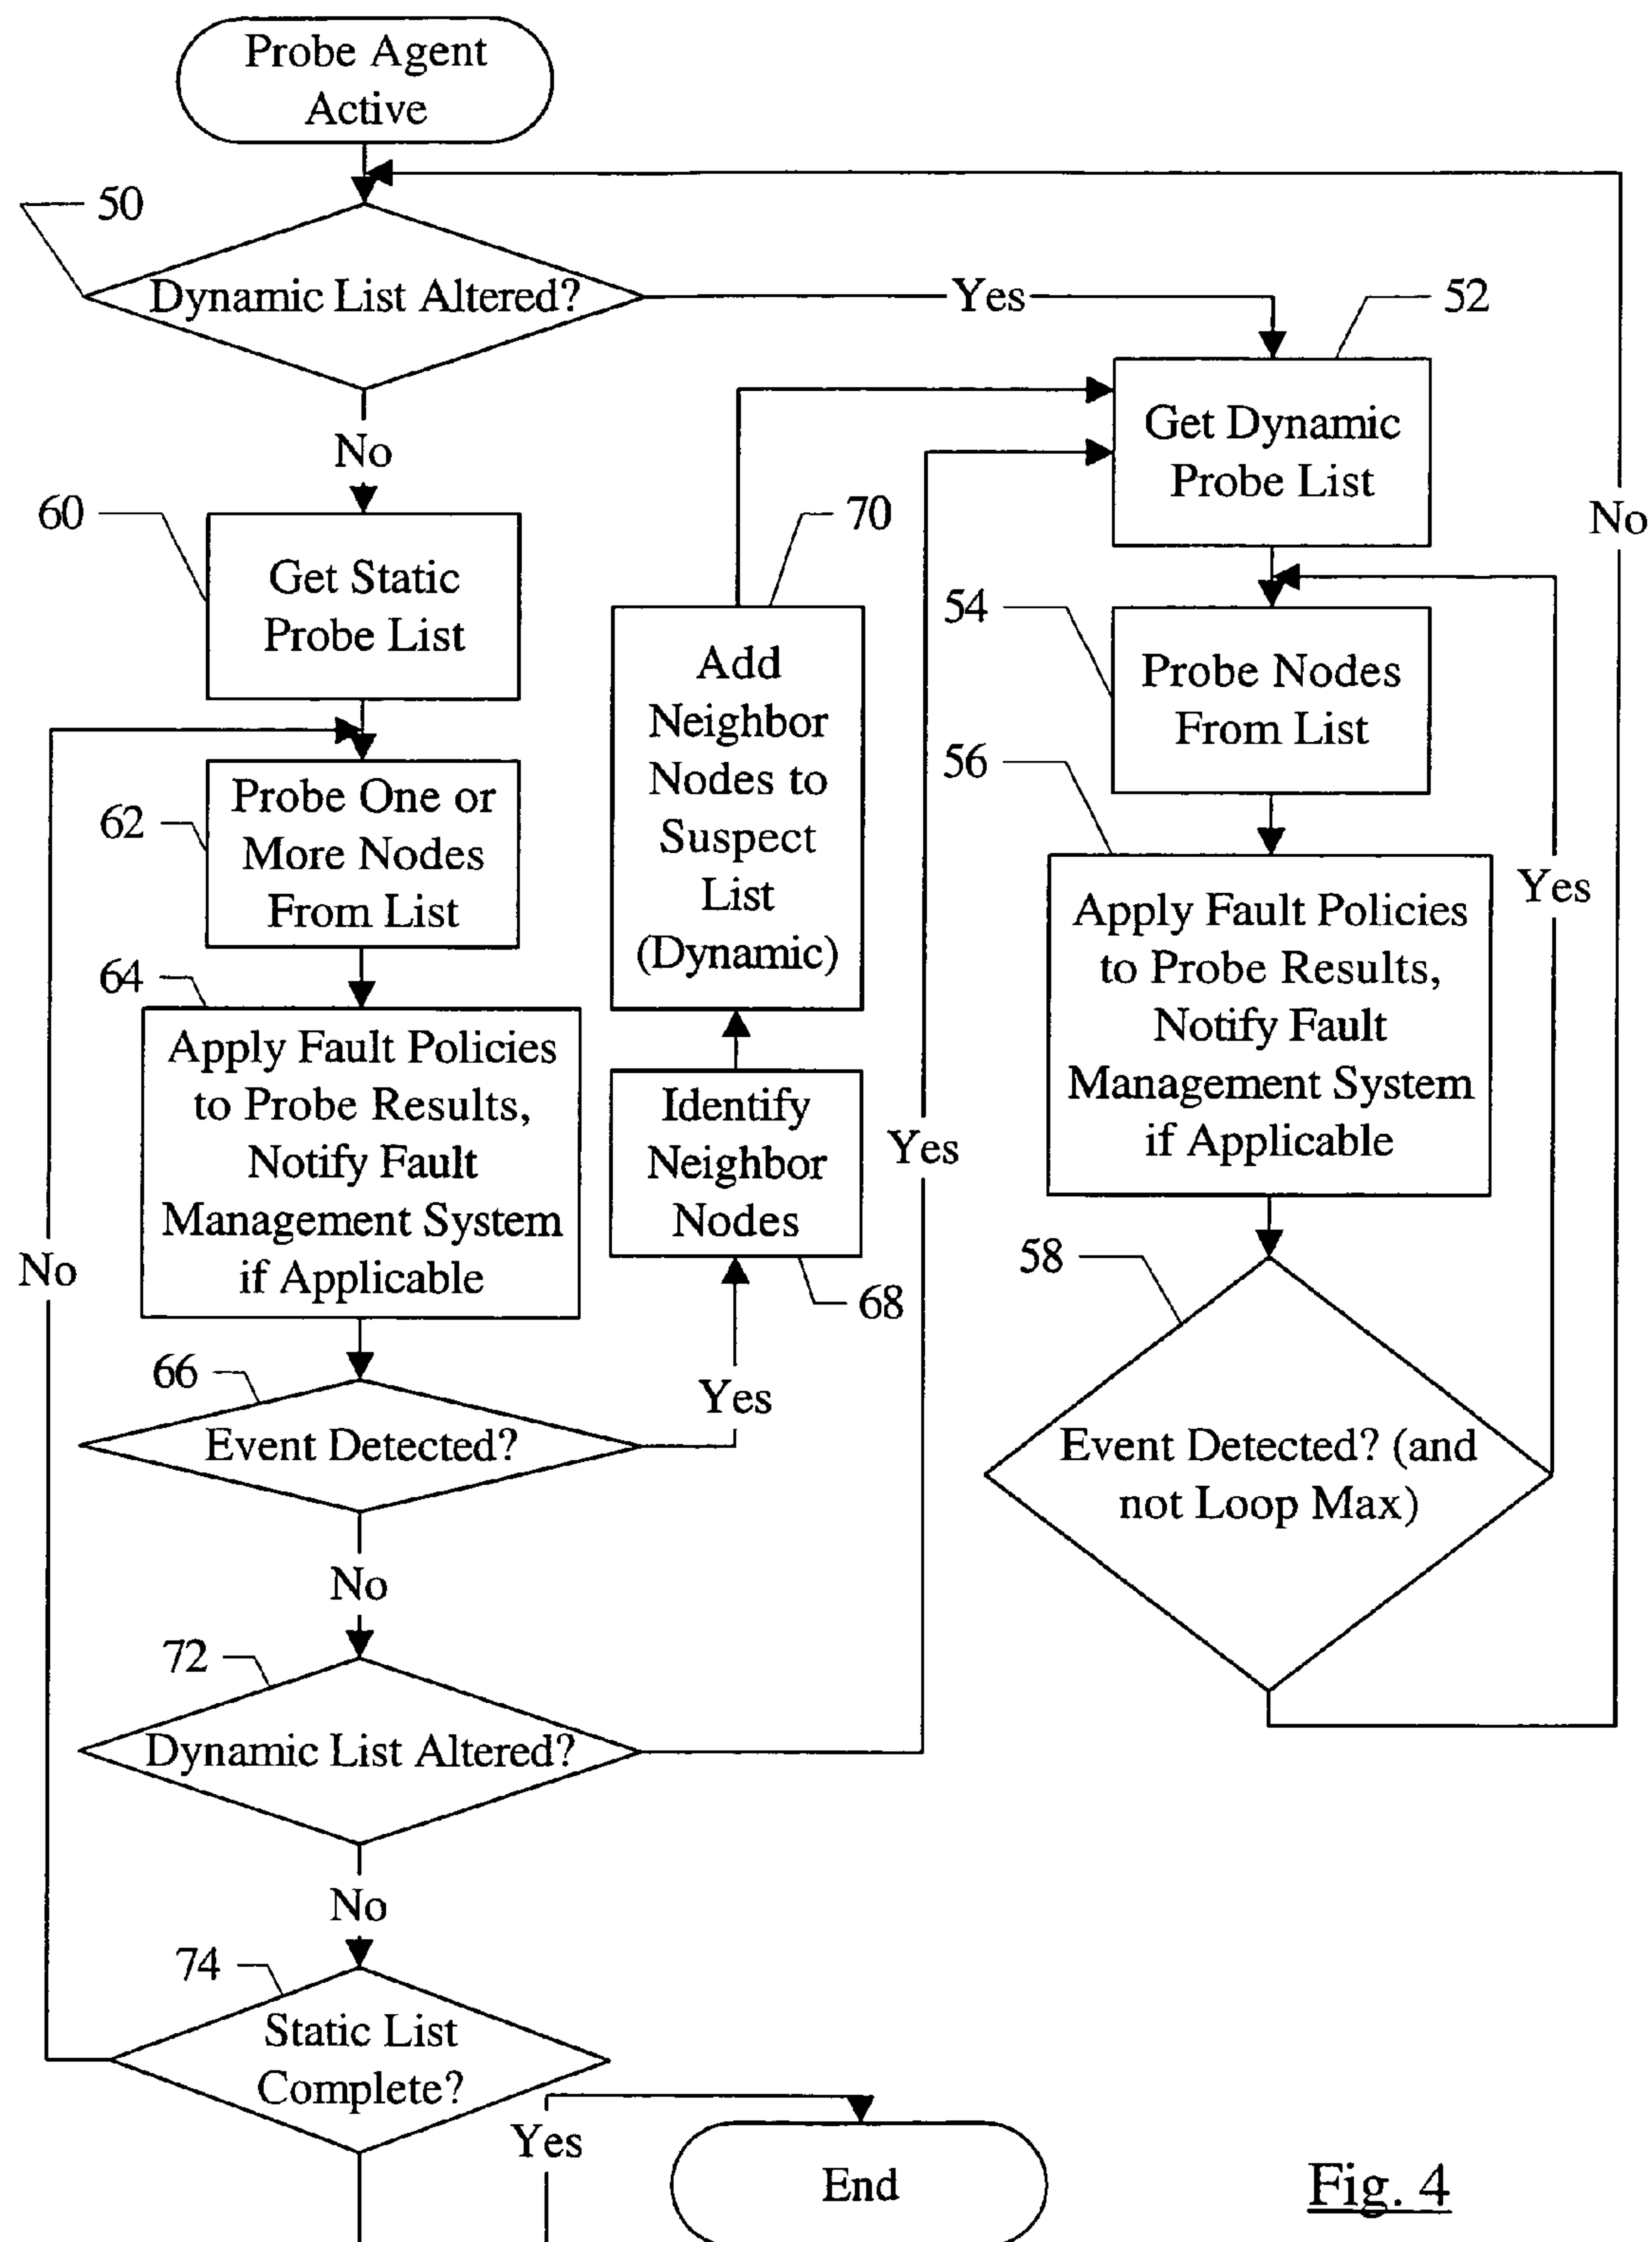 Probe Agent
Active
50
Dynamic List Altered?
Yes
52
Get Dynamic
Probe List
No
No
60
Get Static
Probe List
70
Add
Neighbor
Nodes to
Suspect
List
(Dynamic)
54
Probe Nodes
From List
62
Probe One or
More Nodes
From List
56
Apply Fault Policies
to Probe Results,
Notify Fault
Management System
if Applicable
Yes
64
Apply Fault Policies
to Probe Results,
Notify Fault
Management System
if Applicable
Identify
Neighbor
Nodes
68
Yes
No
58
Event Detected? (and
not Loop Max)
66
Event Detected?
Yes
No
72
Dynamic List Altered?
No
74
Static List
Complete?
Yes
End
Fig. 4